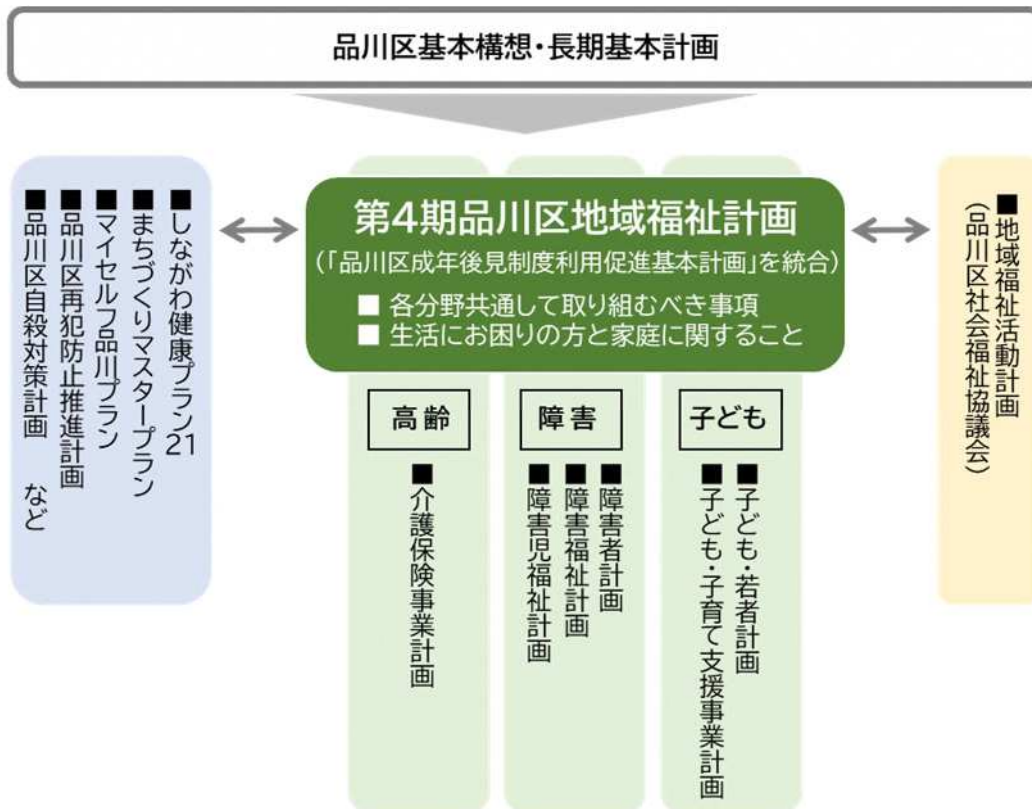 品川区基本構想・長期基本計画
■しながわ健康プラン21
■まちづくりマスタープラン
■マイセルフ品川プラン
■品川区再犯防止推進計画
■品川区自殺対策計画 など
第4期品川区地域福祉計画
(「品川区成年後見制度利用促進基本計画」を統合)
■ 各分野共通して取り組むべき事項
■ 生活にお困りの方と家庭に関すること
高齢
■介護保険事業計画
障害
■障害者計画
■障害福祉計画
■障害児福祉計画
子ども
■子ども・若者計画
■子ども・子育て支援事業計画
■地域福祉活動計画
(品川区社会福祉協議会)